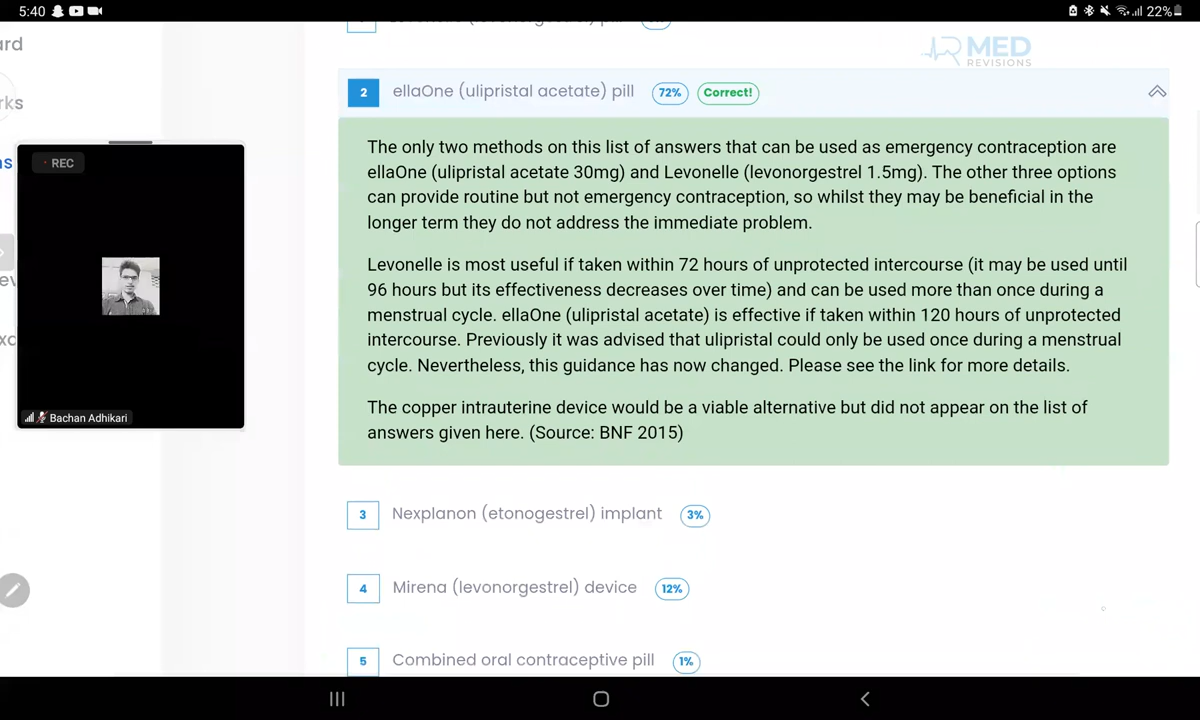 5:40
22%
ard
MED
REVISIONS
2
ellaOne (ulipristal acetate) pill
72%
Correct!
rks
REC
The only two methods on this list of answers that can be used as emergency contraception are
ellaOne (ulipristal acetate 30mg) and Levonelle (levonorgestrel 1.5mg). The other three options
can provide routine but not emergency contraception, so whilst they may be beneficial in the
longer term they do not address the immediate problem.
Levonelle is most useful if taken within 72 hours of unprotected intercourse (it may be used until
96 hours but its effectiveness decreases over time) and can be used more than once during a
menstrual cycle. ellaOne (ulipristal acetate) is effective if taken within 120 hours of unprotected
intercourse. Previously it was advised that ulipristal could only be used once during a menstrual
cycle. Nevertheless, this guidance has now changed. Please see the link for more details.
Bachan Adhikari
The copper intrauterine device would be a viable alternative but did not appear on the list of
answers given here. (Source: BNF 2015)
3
Nexplanon (etonogestrel) implant
3%
4
Mirena (levonorgestrel) device
12%
5
Combined oral contraceptive pill
1%